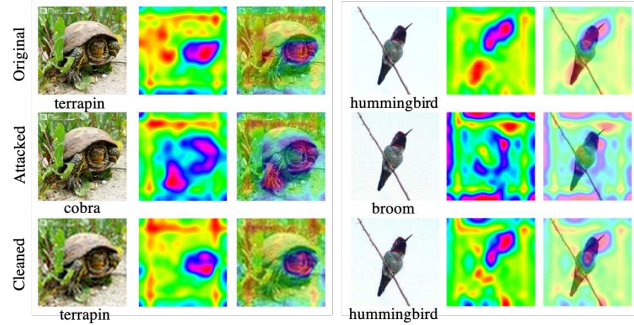 Original
terrapin
hummingbird
Attacked
cobra
broom
Cleaned
terrapin
hummingbird